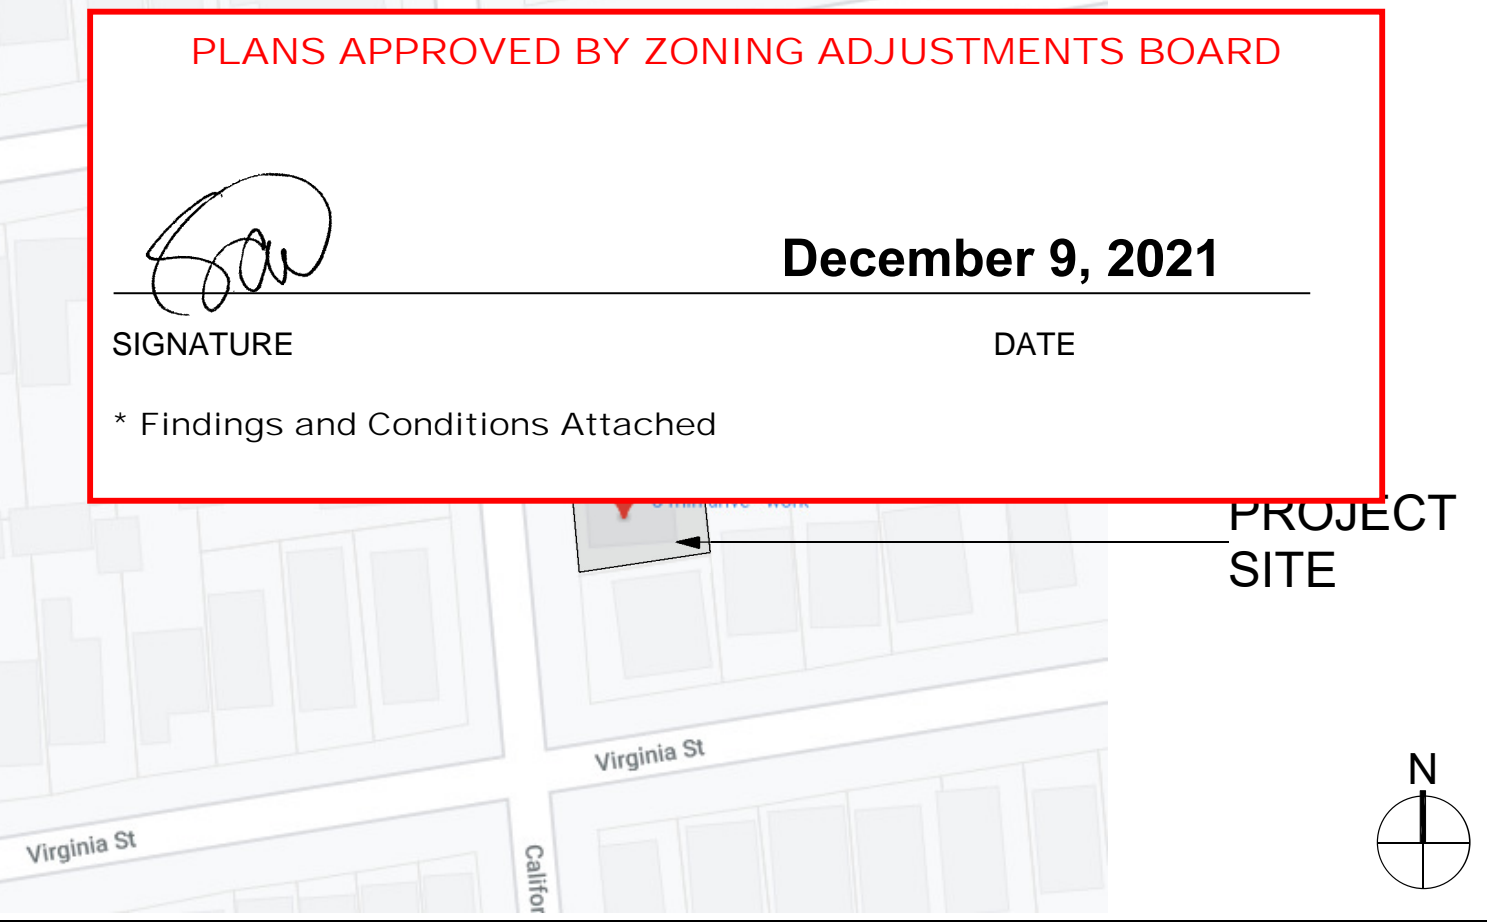 PLANS APPROVED BY ZONING ADJUSTMENTS BOARD
December 9, 2021
SIGNATURE
DATE
* Findings and Conditions Attached
PROJECT
SITE
Virginia St
N
Virginia St
Califor